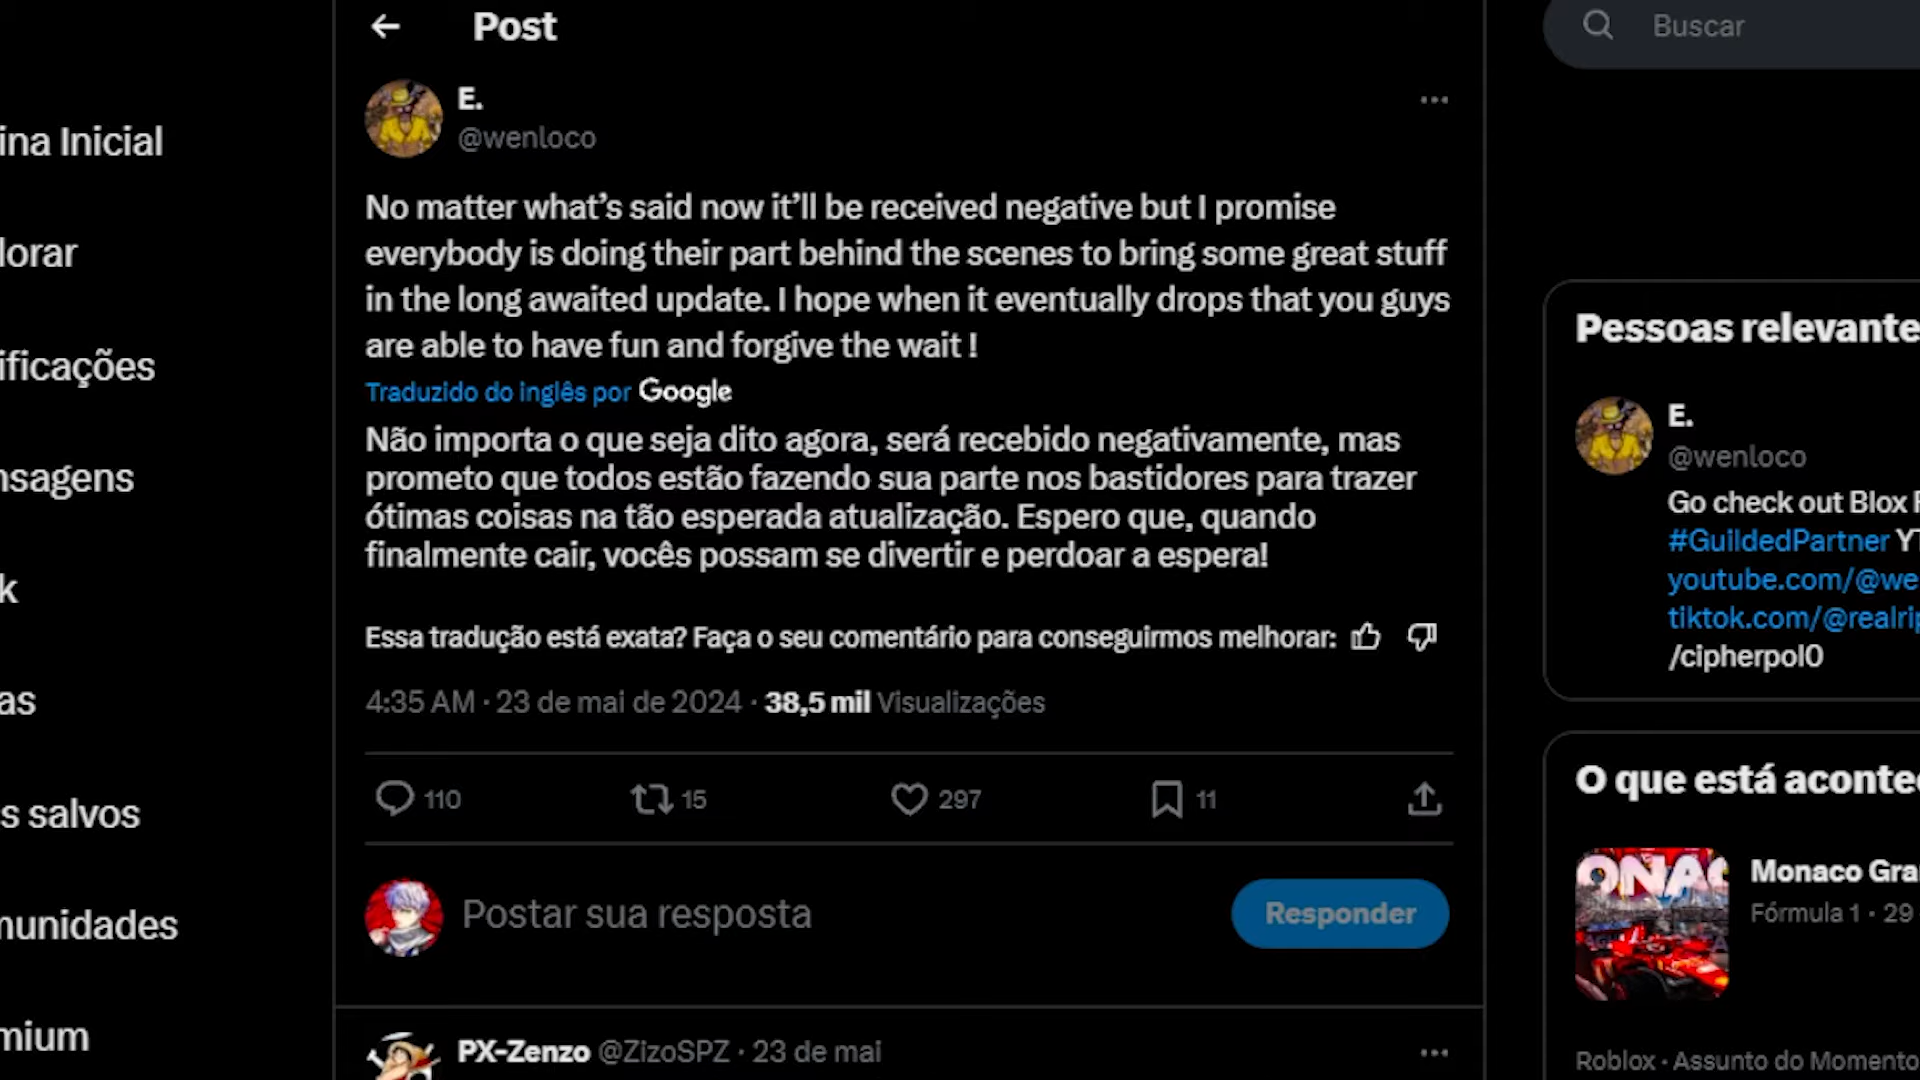 Post
Buscar
E.
@wenloco
ina Inicial
No matter what’s said now it’ll be received negative but I promise
everybody is doing their part behind the scenes to bring some great stuff
in the long awaited update. I hope when it eventually drops that you guys
are able to have fun and forgive the wait !
Traduzido do inglês por Google
Não importa o que seja dito agora, será recebido negativamente, mas
prometo que todos estão fazendo sua parte nos bastidores para trazer
ótimas coisas na tão esperada atualização. Espero que, quando
finalmente cair, vocês possam se divertir e perdoar a espera!
Essa tradução está exata? Faça o seu comentário para conseguirmos melhorar:
4:35 AM · 23 de mai de 2024 · 38,5 mil Visualizações
110 15 297 11
Postar sua resposta
Responder
PX-Zenzo @ZizoSPZ · 23 de mai
lorar
ificações
nsagens
k
as
s salvos
munidades
mium
Pessoas relevante
E.
@wenloco
Go check out Blox F
#GuildedPartner YT
youtube.com/@we
tiktok.com/@realrip
/cipherpol0
O que está acontec
ONAC
Monaco Gra
Fórmula 1 · 29
Roblox · Assunto do Momento